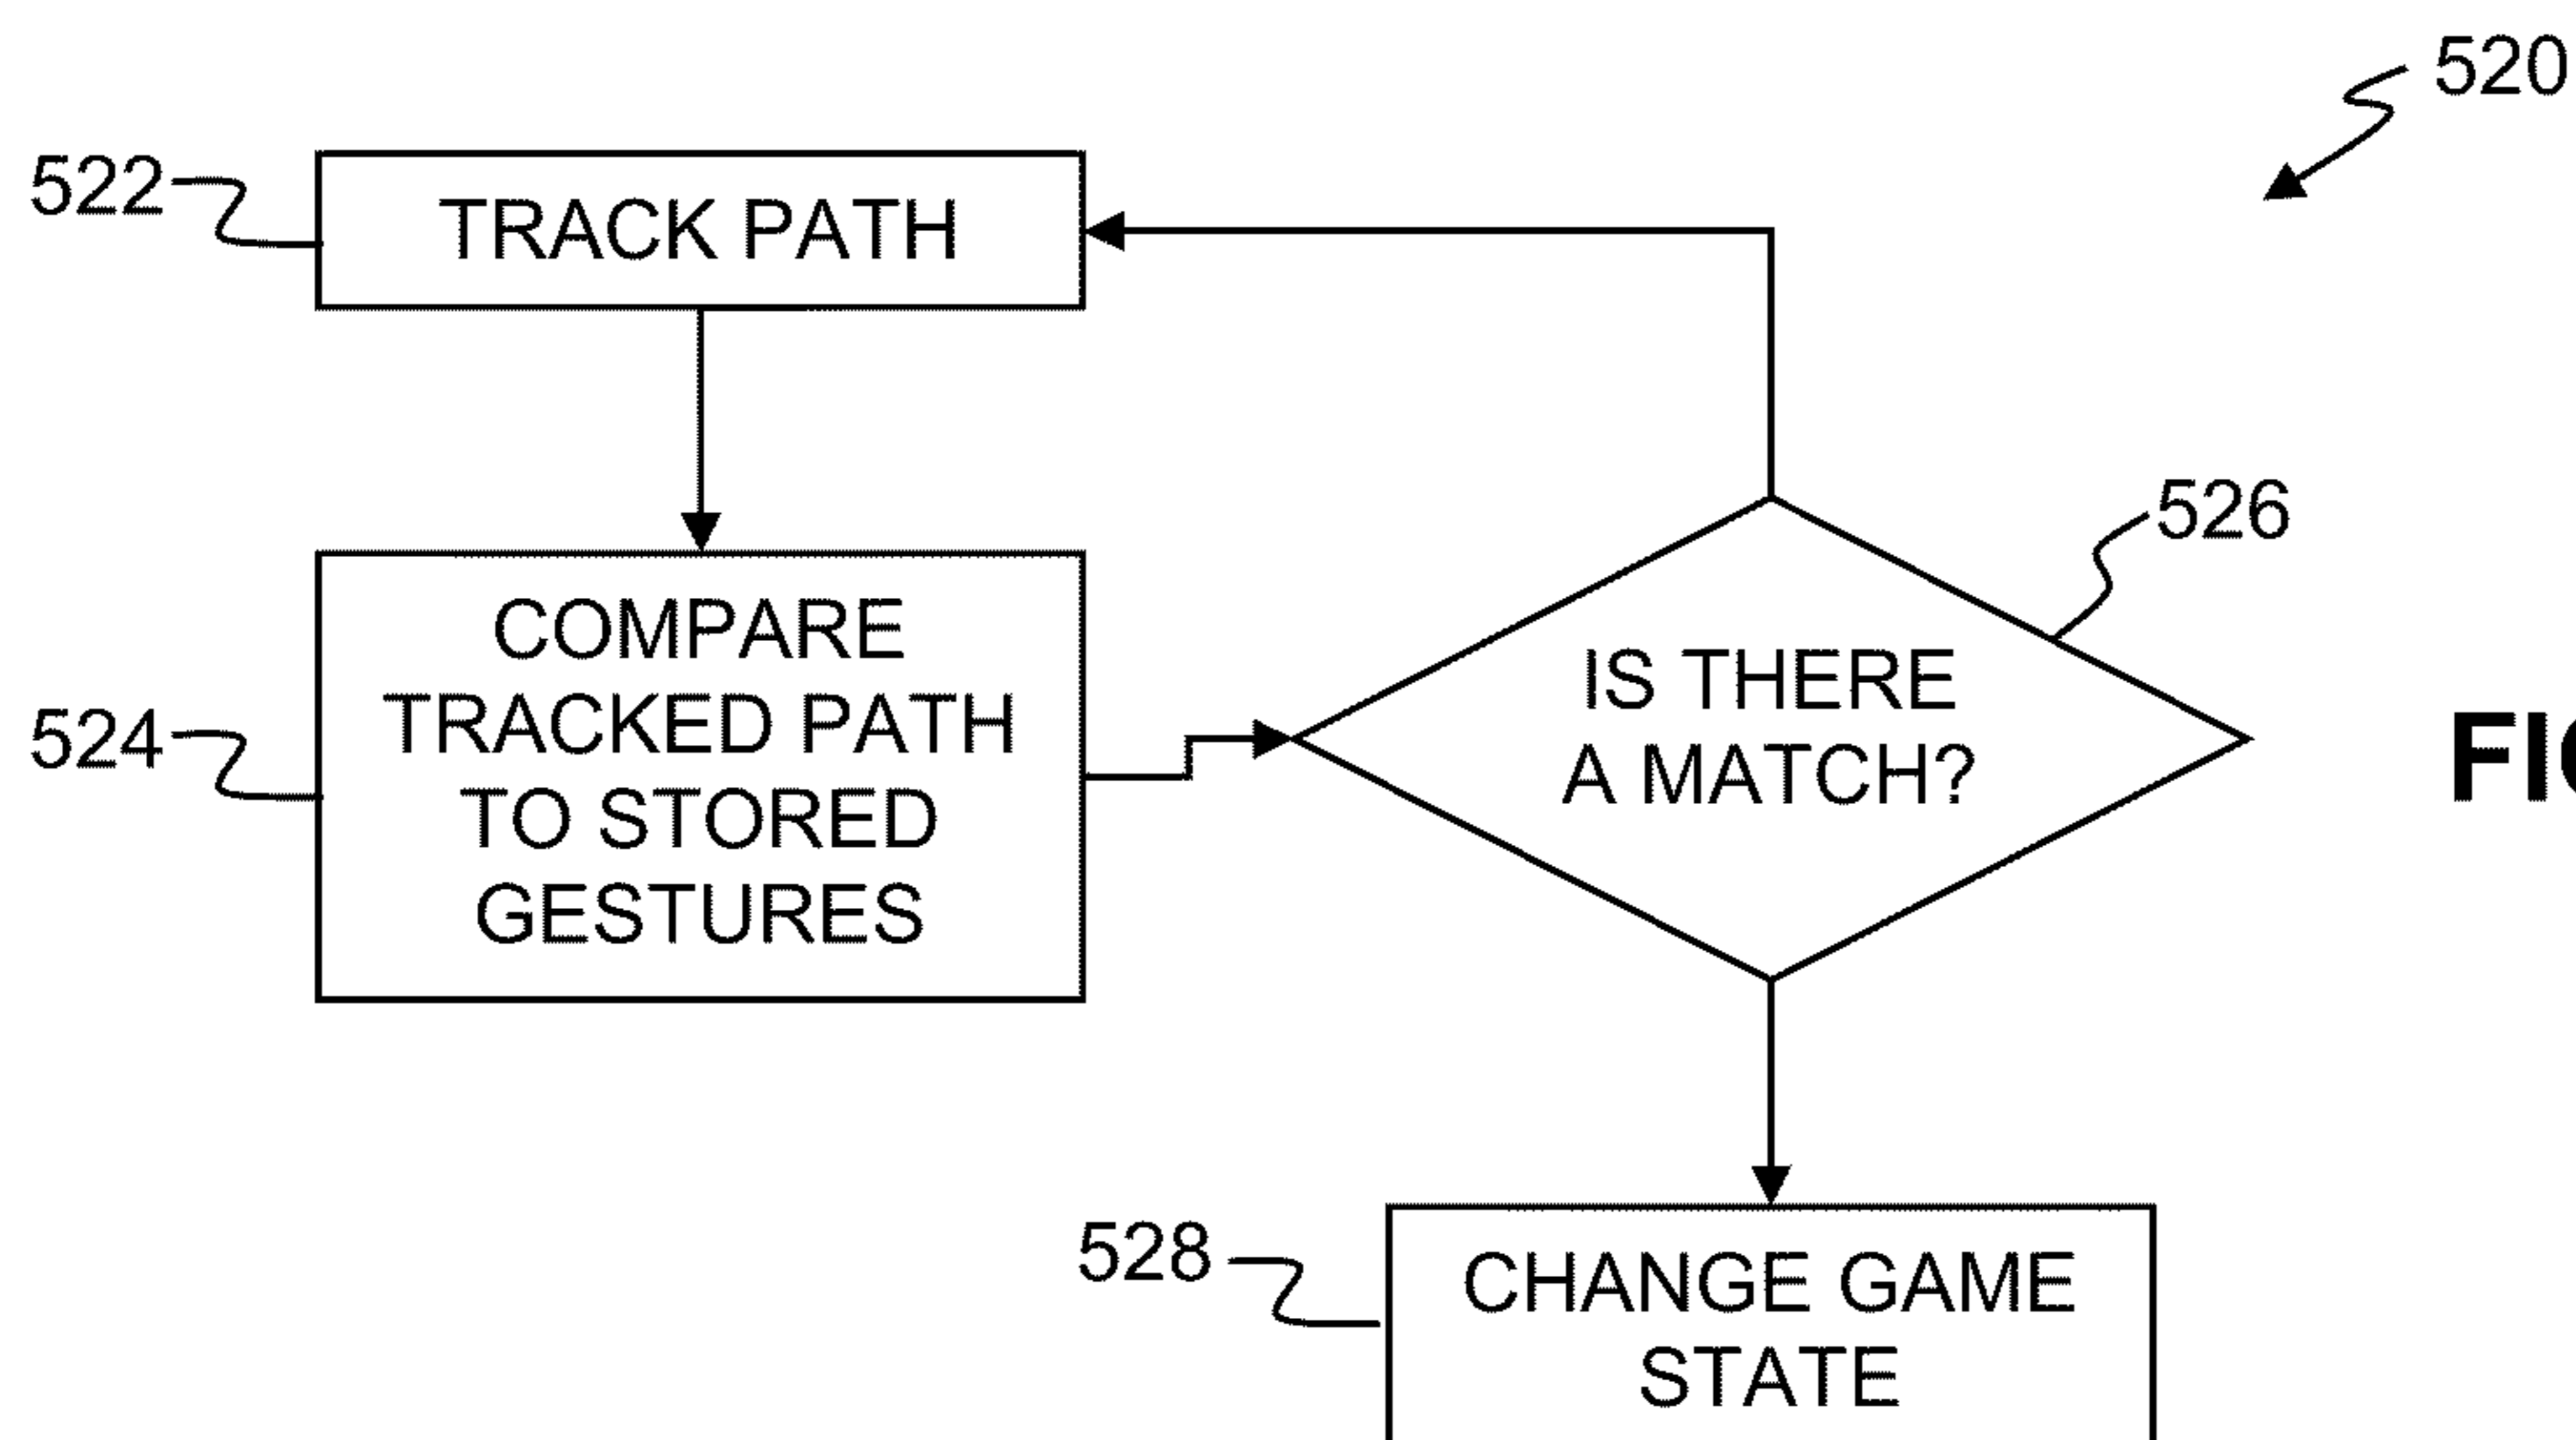 520
522
TRACK PATH
526
524
COMPARE
TRACKED PATH
TO STORED
GESTURES
IS THERE
A MATCH?
528
CHANGE GAME
STATE